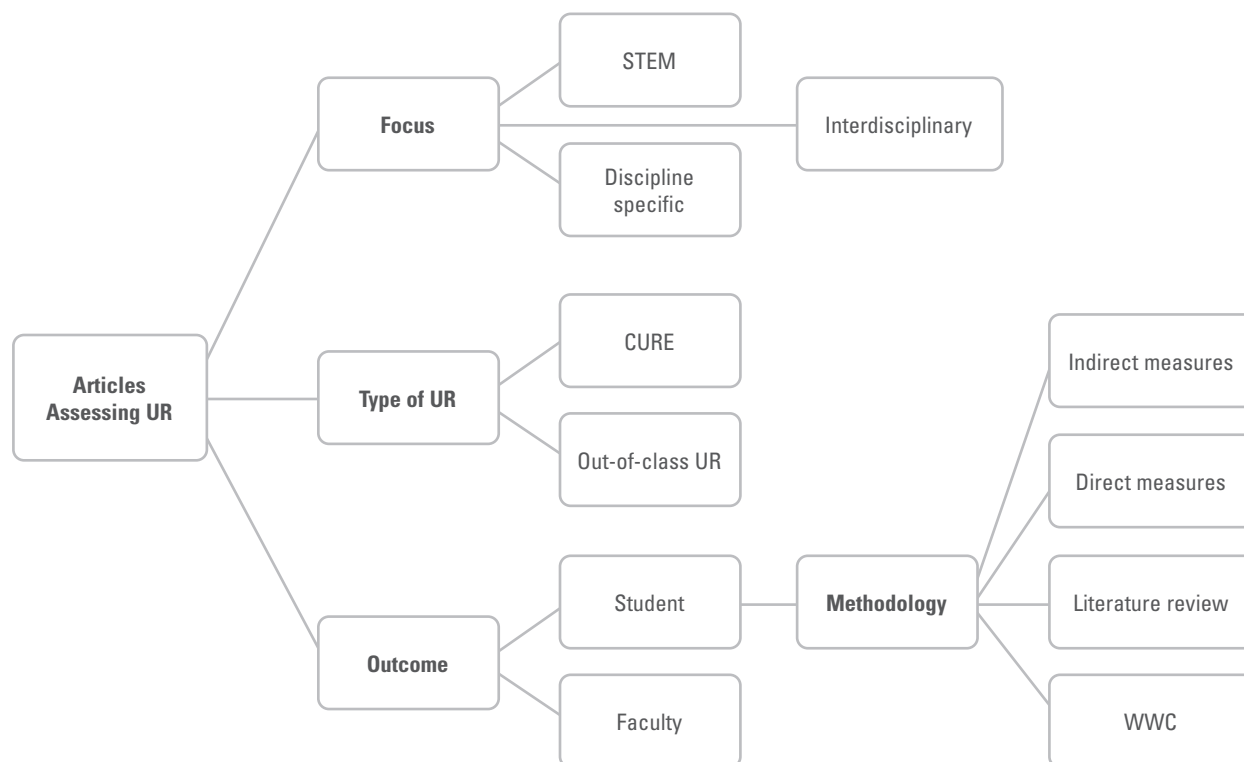 STEM
Focus
Interdisciplinary
Discipline
specific
CURE
Indirect measures
Articles
Assessing UR
Type of UR
Out-of-class UR
Direct measures
Student
Methodology
Literature review
Outcome
Faculty
WWC